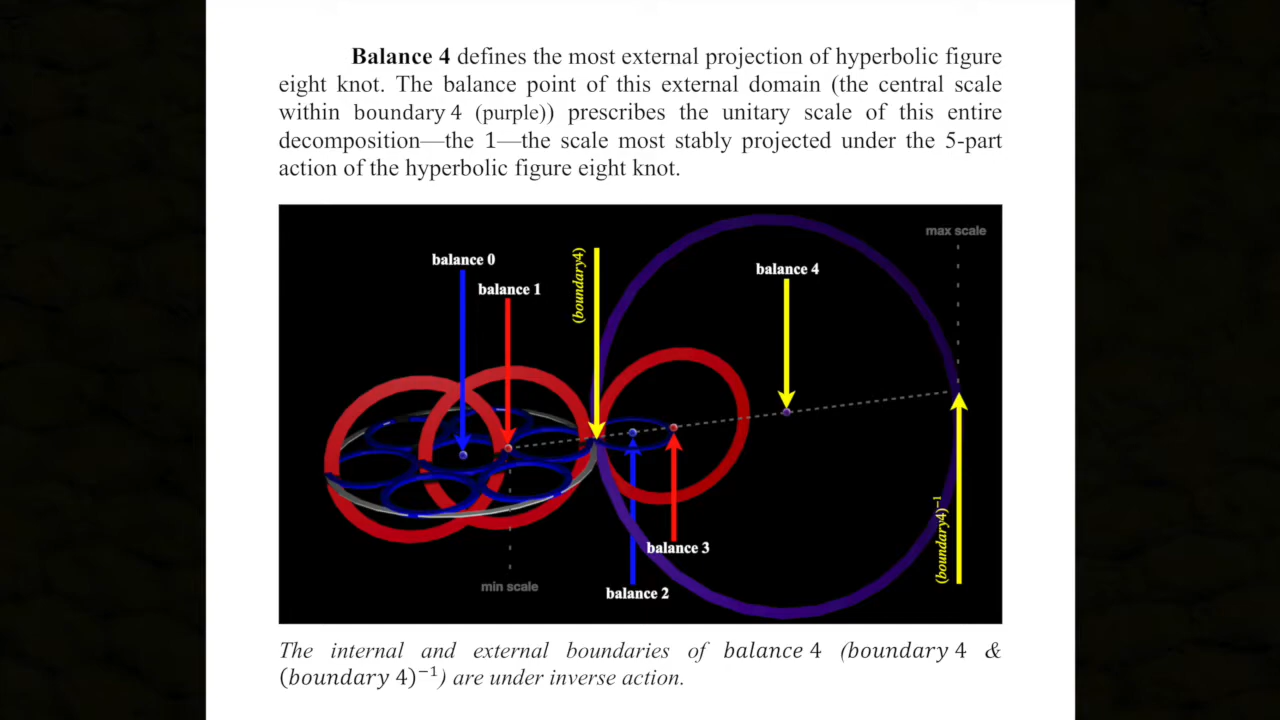 Balance 4 defines the most external projection of hyperbolic figure
eight knot. The balance point of this external domain (the central scale
within boundary 4 (purple)) prescribes the unitary scale of this entire
decomposition—the 1—the scale most stably projected under the 5-part
action of the hyperbolic figure eight knot.
max scale
balance 0
(boundary4)
balance 4
balance 1
(boundary4)⁻¹
balance 3
min scale
balance 2
The internal and external boundaries of balance 4 (boundary 4 &
(boundary 4)⁻¹) are under inverse action.